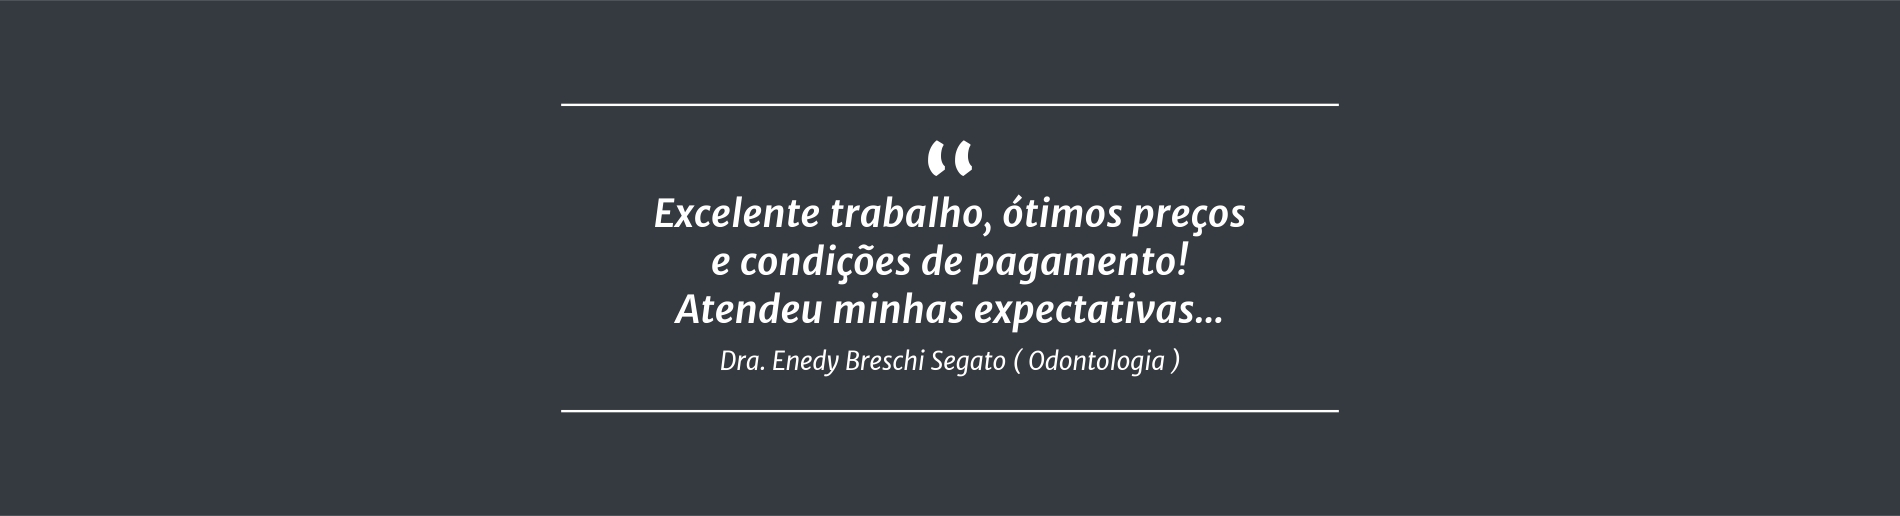 “
Excelente trabalho, ótimos preços
e condições de pagamento!
Atendeu minhas expectativas...
Dra. Enedy Breschi Segato ( Odontologia )